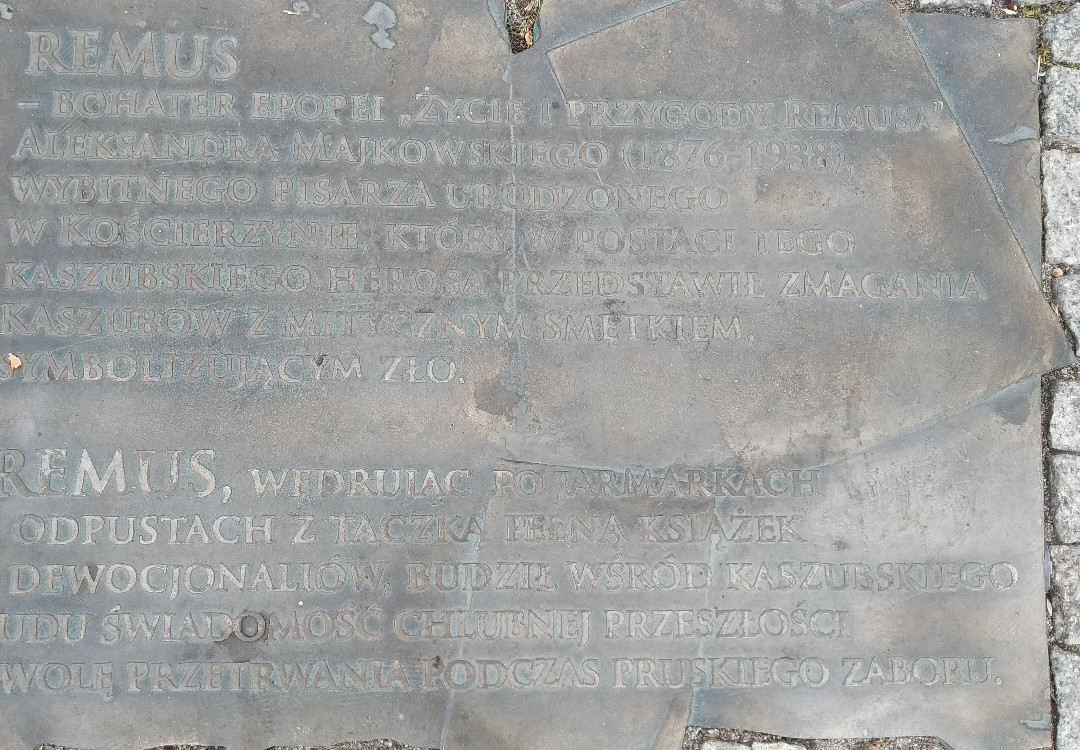 REMUS
– BOHATER EPOPEI „ŻYCIE I PRZYGODY REMUSA”
ALEKSANDRA MAJKOWSKIEGO (1876-1938),
WYBITNEGO PISARZA URODZONEGO
W KOŚCIERZYNIE, KTÓRY W POSTACI TEGO
KASZUBSKIEGO HEROSA PRZEDSTAWIŁ ZMAGANIA
KASZUBÓW Z MITYCZNYM SMĘTKIEM,
SYMBOLIZUJĄCYM ZŁO.
REMUS, WĘDRUJĄC PO JARMARKACH
ODPUSTACH Z TACZKĄ PEŁNĄ KSIĄŻEK
DEWOCJONALIÓW, BUDZIŁ WŚRÓD KASZUBSKIEGO
UDU ŚWIADOMOŚĆ CHLUBNEJ PRZESZŁOŚCI
WOLĘ PRZETRWANIA PODCZAS PRUSKIEGO ZABORU.